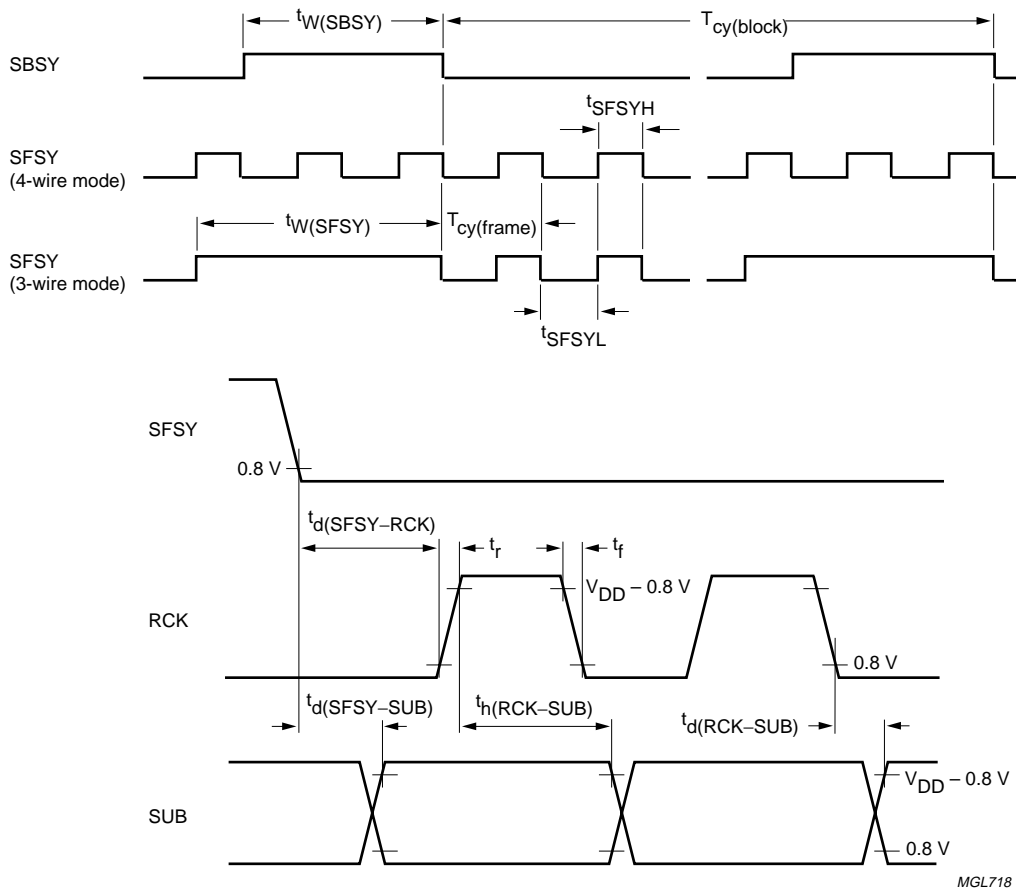 tW(SBSY)
Tcy(block)
SBSY
tSFSYH
SFSY
(4-wire mode)
tW(SFSY)
Tcy(frame)
SFSY
(3-wire mode)
tSFSYL
SFSY
0.8 V
td(SFSY–RCK)
tr
tf
VDD – 0.8 V
RCK
0.8 V
td(SFSY–SUB)
th(RCK–SUB)
td(RCK–SUB)
VDD – 0.8 V
SUB
0.8 V
MGL718